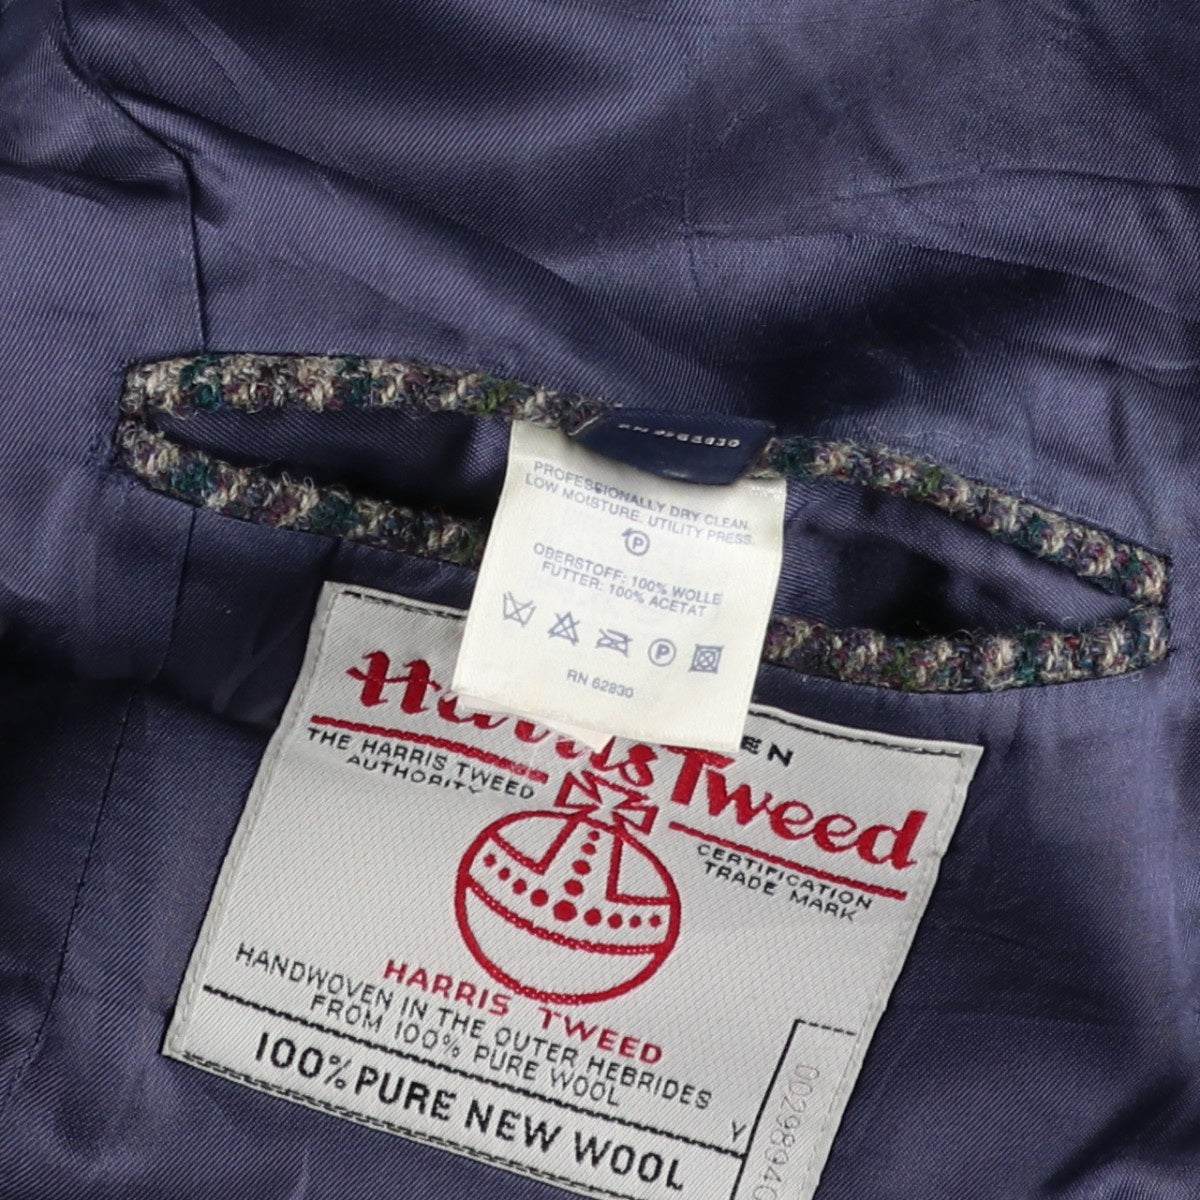 PROFESSIONALLY DRY CLEAN.
LOW MOISTURE. UTILITY PRESS.
P
OBERSTOFF: 100% WOLLE
FUTTER: 100% ACETAT
P
RN 62830
Harris Tweed
THE HARRIS TWEED
AUTHORITY
CERTIFICATION
TRADE MARK
HARRIS TWEED
HANDWOVEN IN THE OUTER HEBRIDES
FROM 100% PURE WOOL
100% PURE NEW WOOL
Y